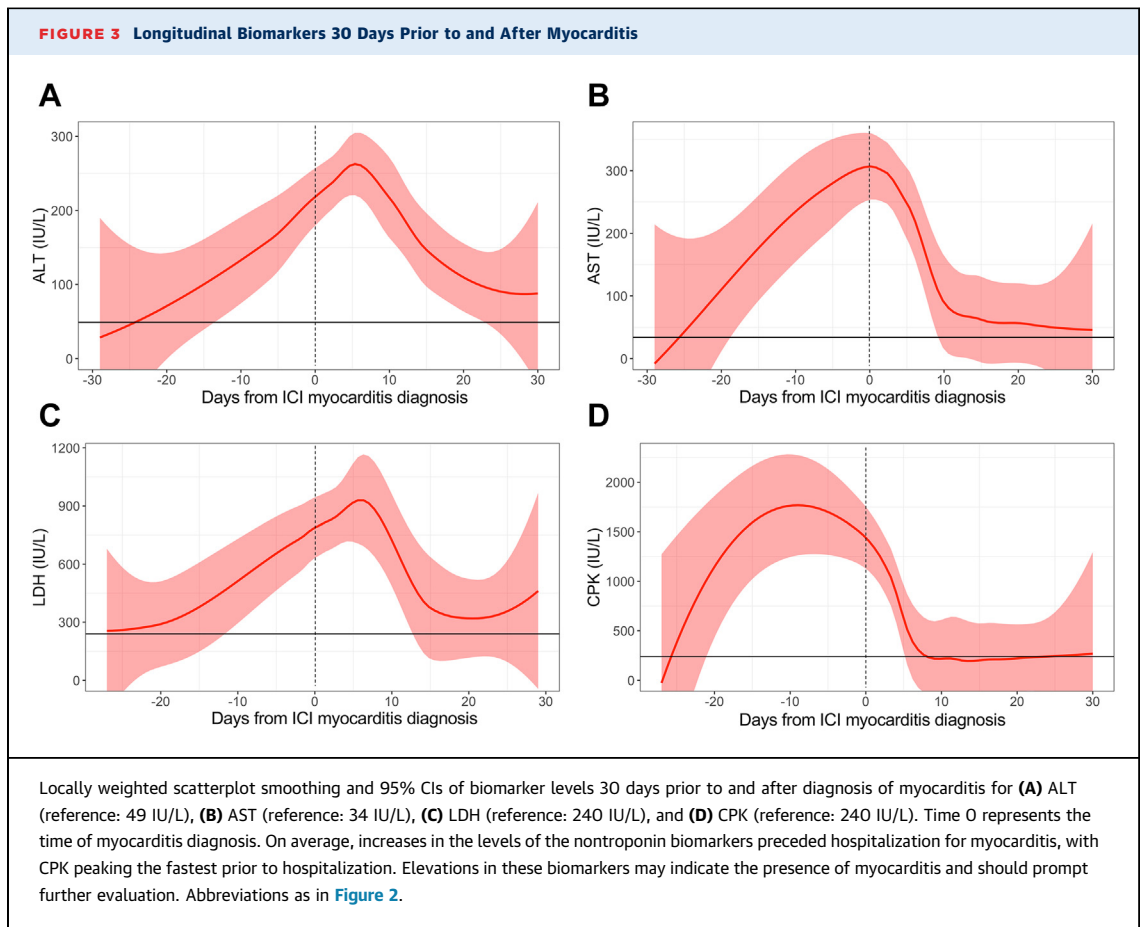 FIGURE 3 Longitudinal Biomarkers 30 Days Prior to and After Myocarditis
A
300
200
100
0
ALT (IU/L)
-30 -20 -10 0 10 20 30
Days from ICI myocarditis diagnosis
B
300
200
100
0
AST (IU/L)
-30 -20 -10 0 10 20 30
Days from ICI myocarditis diagnosis
C
1200
900
600
300
0
LDH (IU/L)
-20 -10 0 10 20 30
Days from ICI myocarditis diagnosis
D
2000
1500
1000
500
0
CPK (IU/L)
-20 -10 0 10 20 30
Days from ICI myocarditis diagnosis
Locally weighted scatterplot smoothing and 95% CIs of biomarker levels 30 days prior to and after diagnosis of myocarditis for (A) ALT
(reference: 49 IU/L), (B) AST (reference: 34 IU/L), (C) LDH (reference: 240 IU/L), and (D) CPK (reference: 240 IU/L). Time 0 represents the
time of myocarditis diagnosis. On average, increases in the levels of the nontroponin biomarkers preceded hospitalization for myocarditis, with
CPK peaking the fastest prior to hospitalization. Elevations in these biomarkers may indicate the presence of myocarditis and should prompt
further evaluation. Abbreviations as in Figure 2.